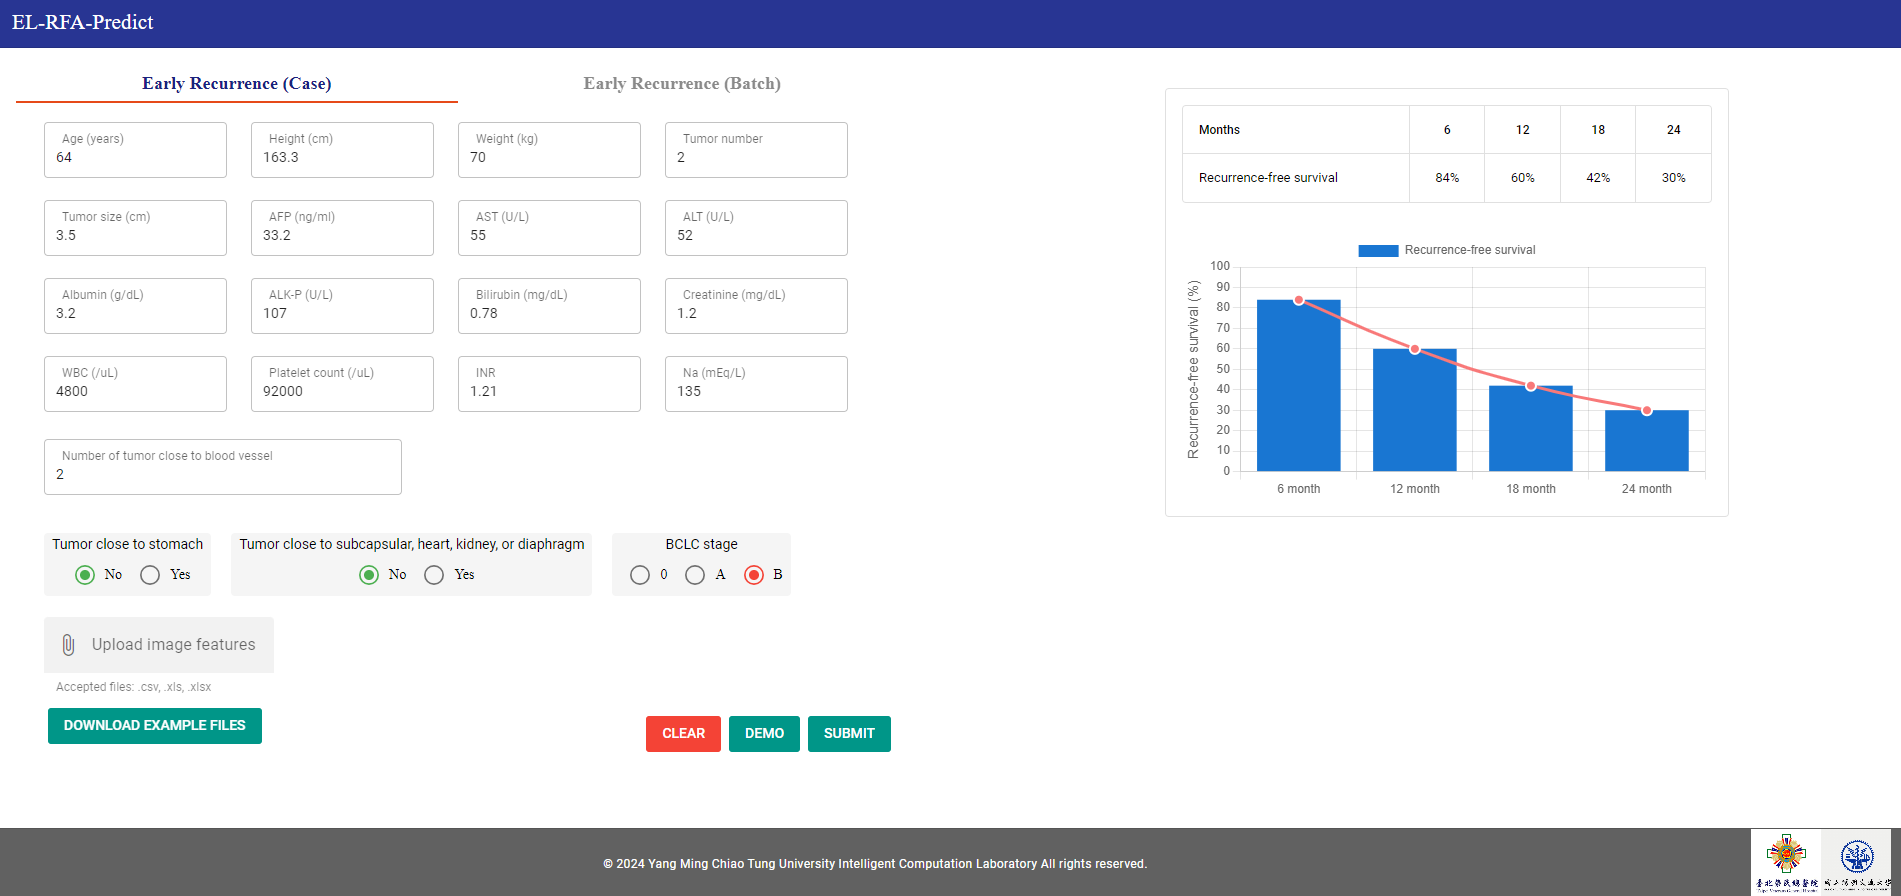 EL-RFA-Predict
Early Recurrence (Case)
Early Recurrence (Batch)
Age (years)
64
Height (cm)
163.3
Weight (kg)
70
Tumor number
2
Tumor size (cm)
3.5
AFP (ng/ml)
33.2
AST (U/L)
55
ALT (U/L)
52
Albumin (g/dL)
3.2
ALK-P (U/L)
107
Bilirubin (mg/dL)
0.78
Creatinine (mg/dL)
1.2
WBC (/uL)
4800
Platelet count (/uL)
92000
INR
1.21
Na (mEq/L)
135
Number of tumor close to blood vessel
2
Tumor close to stomach
No Yes
Tumor close to subcapsular, heart, kidney, or diaphragm
No Yes
BCLC stage
0 A B
Upload image features
Accepted files: .csv, .xls, .xlsx
DOWNLOAD EXAMPLE FILES
CLEAR
DEMO
SUBMIT
Months 6 12 18 24
Recurrence-free survival 84% 60% 42% 30%
Recurrence-free survival
Recurrence-free survival (%)
100
90
80
70
60
50
40
30
20
10
0
6 month 12 month 18 month 24 month
© 2024 Yang Ming Chiao Tung University Intelligent Computation Laboratory All rights reserved.
臺北榮民總醫院